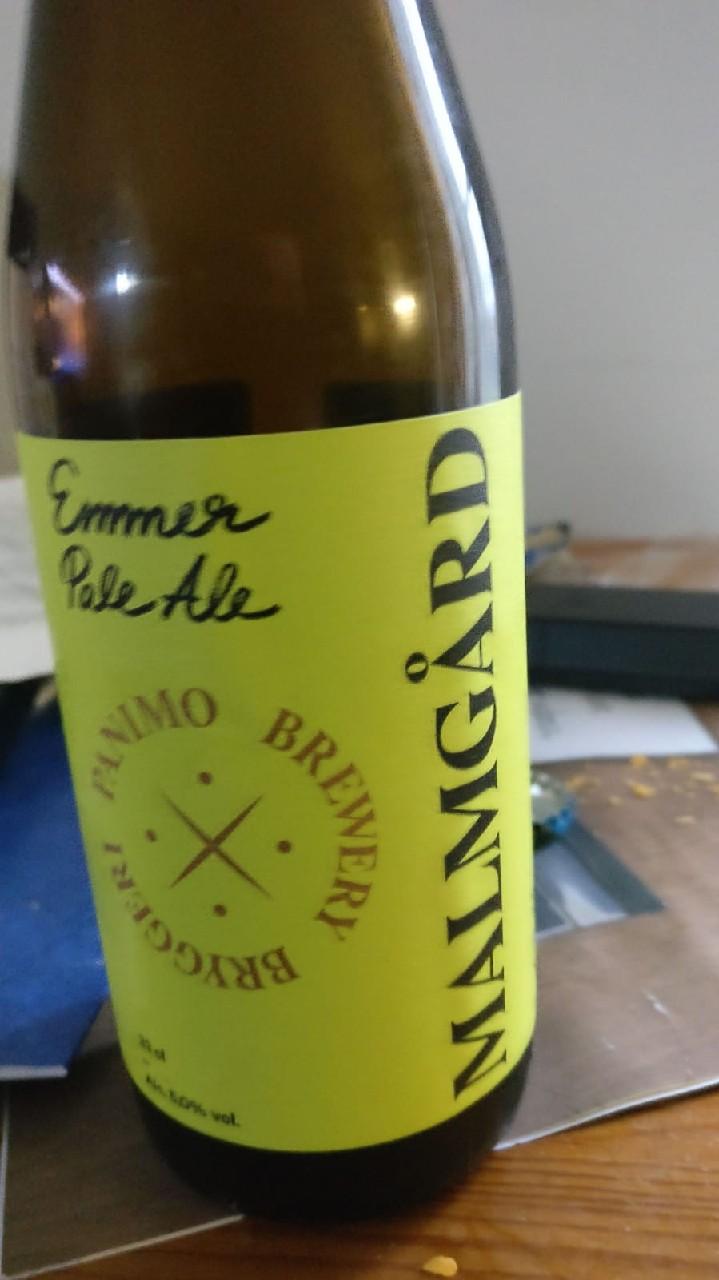 Emmer
Pale Ale
MALMGÅRD
PANIMO
BREWERY
BRYGGERI
33 cl
Alc. 5,0% vol.